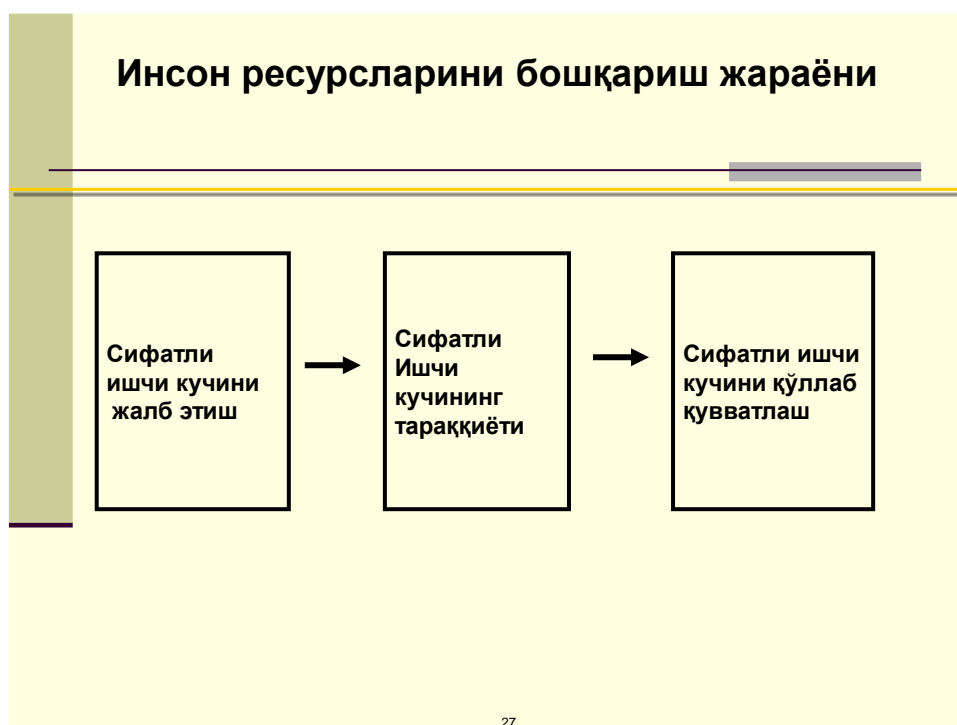 Инсон ресурсларини бошқариш жараёни
Сифатли
ишчи кучини
жалб этиш
Сифатли
Ишчи
кучининг
тараққиёти
Сифатли ишчи
кучини қўллаб
қувватлаш
27